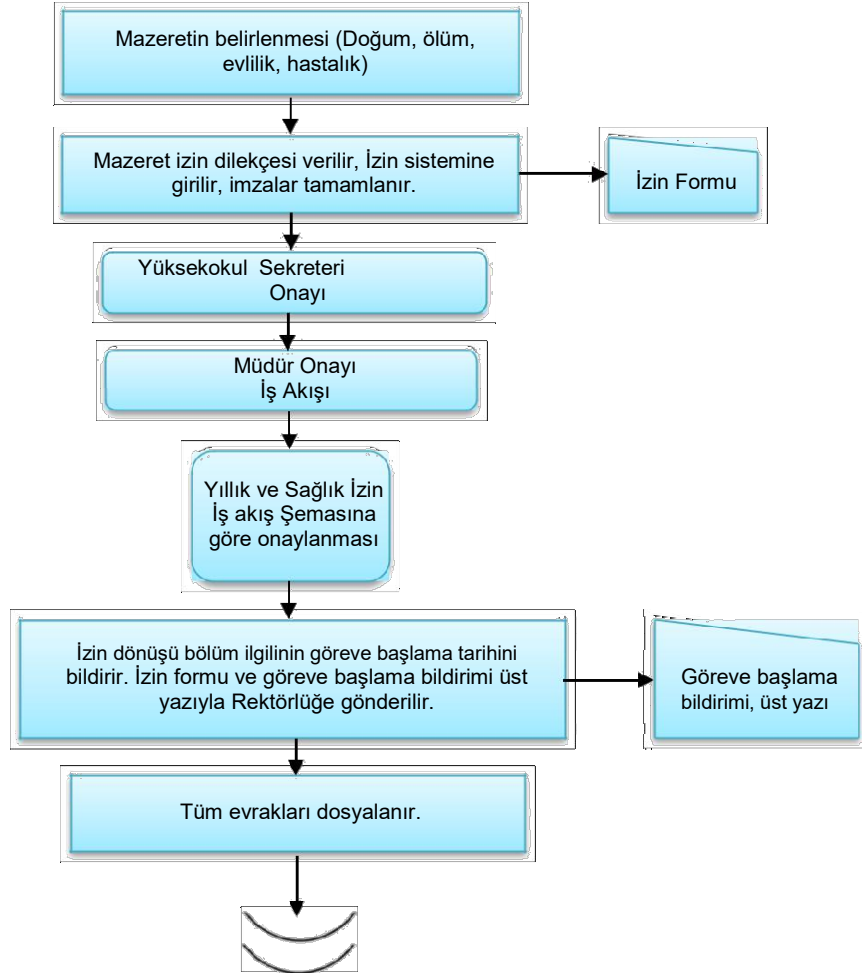 Mazeretin belirlenmesi (Doğum, ölüm,
evlilik, hastalık)
Mazeret izin dilekçesi verilir, İzin sistemine
girilir, imzalar tamamlanır.
İzin Formu
Yüksekokul Sekreteri
Onayı
Müdür Onayı
İş Akışı
Yıllık ve Sağlık İzin
İş akış Şemasına
göre onaylanması
İzin dönüşü bölüm ilgilinin göreve başlama tarihini
bildirir. İzin formu ve göreve başlama bildirimi üst
yazıyla Rektörlüğe gönderilir.
Göreve başlama
bildirimi, üst yazı
Tüm evrakları dosyalanır.